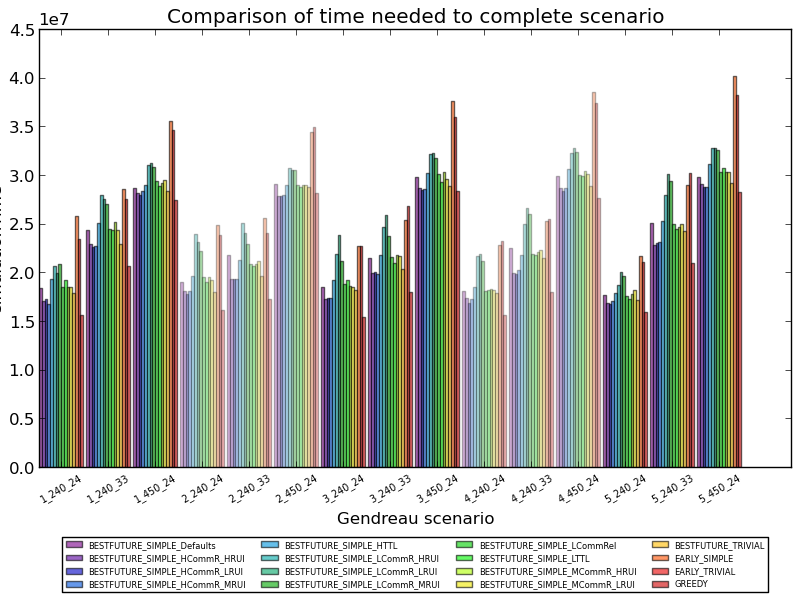 Comparison of time needed to complete scenario
1e7
4.5
4.0
3.5
3.0
2.5
2.0
1.5
1.0
0.5
0.0
1_240_24
1_240_33
1_450_24
2_240_24
2_240_33
2_450_24
3_240_24
3_240_33
3_450_24
4_240_24
4_240_33
4_450_24
5_240_24
5_240_33
5_450_24
Gendreau scenario
BESTFUTURE_SIMPLE_Defaults
BESTFUTURE_SIMPLE_HCommR_HRUI
BESTFUTURE_SIMPLE_HCommR_LRUI
BESTFUTURE_SIMPLE_HCommR_MRUI
BESTFUTURE_SIMPLE_HTTL
BESTFUTURE_SIMPLE_LCommR_HRUI
BESTFUTURE_SIMPLE_LCommR_LRUI
BESTFUTURE_SIMPLE_LCommR_MRUI
BESTFUTURE_SIMPLE_LCommRel
BESTFUTURE_SIMPLE_LTTL
BESTFUTURE_SIMPLE_MCommR_HRUI
BESTFUTURE_SIMPLE_MCommR_LRUI
BESTFUTURE_TRIVIAL
EARLY_SIMPLE
EARLY_TRIVIAL
GREEDY